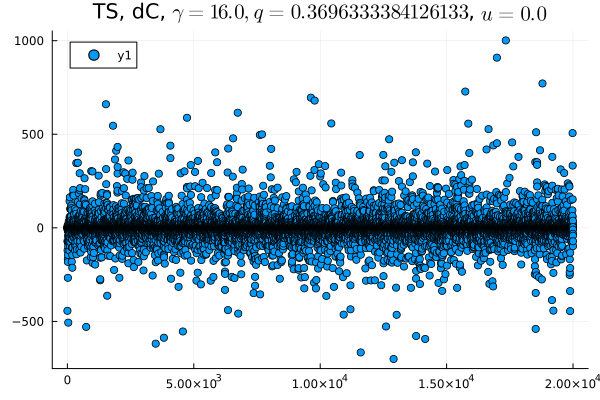 TS, dC, γ = 16.0, q = 0.3696333384126133, u = 0.0
y1
1000
500
0
−500
0 5.00×10³ 1.00×10⁴ 1.50×10⁴ 2.00×10⁴